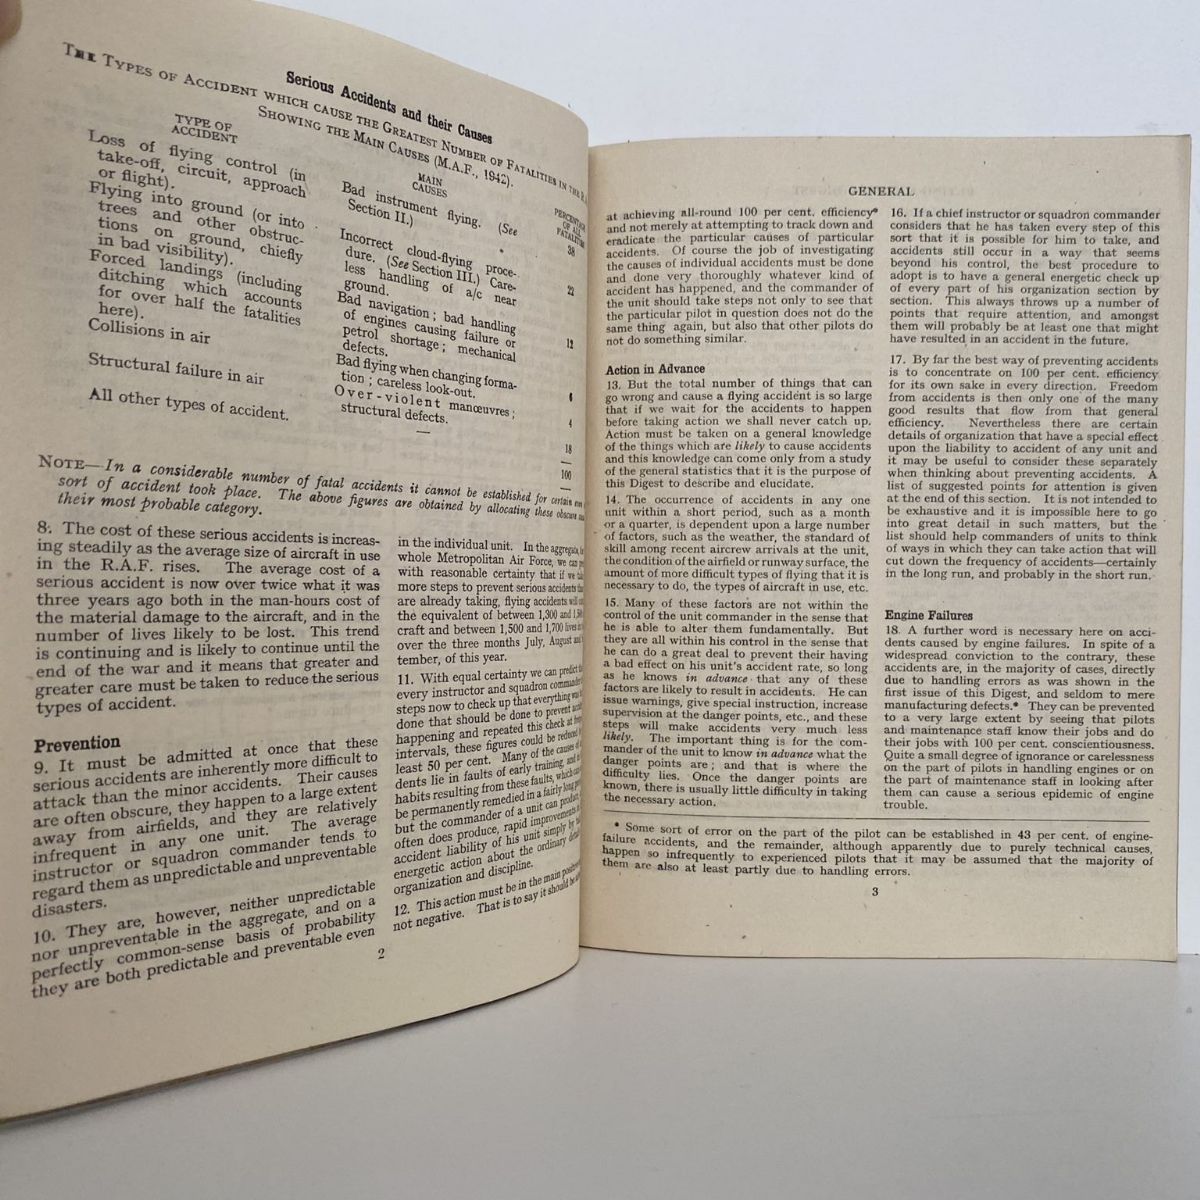 Serious Accidents and their Causes
THE TYPES OF ACCIDENT WHICH CAUSE THE GREATEST NUMBER OF FATALITIES IN THE R.
SHOWING THE MAIN CAUSES (M.A.F., 1942).
TYPE OF
ACCIDENT
Loss of flying control (in
take-off, circuit, approach
or flight).
Flying into ground (or into
trees and other obstruc-
tions on ground, chiefly
in bad visibility).
Forced landings (including
ditching which accounts
for over half the fatalities
here).
Collisions in air
Structural failure in air
All other types of accident.
MAIN
CAUSES
Bad instrument flying. (See
Section II.)
Incorrect cloud-flying proce-
dure. (See Section III.) Care-
less handling of a/c near
ground.
Bad navigation; bad handling
of engines causing failure or
petrol shortage; mechanical
defects.
Bad flying when changing forma-
tion; careless look-out.
Over-violent manœuvres;
structural defects.
—
PERCENTAGE
OF ALL
FATALITIES
38
22
12
6
4
18
—
100
—
NOTE—In a considerable number of fatal accidents it cannot be established for certain
sort of accident took place. The above figures are obtained by allocating these obscure
their most probable category.
8. The cost of these serious accidents is increas-
ing steadily as the average size of aircraft in use
in the R.A.F. rises. The average cost of a
serious accident is now over twice what it was
three years ago both in the man-hours cost of
the material damage to the aircraft, and in the
number of lives likely to be lost. This trend
is continuing and is likely to continue until the
end of the war and it means that greater and
greater care must be taken to reduce the serious
types of accident.
Prevention
9. It must be admitted at once that these
serious accidents are inherently more difficult to
attack than the minor accidents. Their causes
are often obscure, they happen to a large extent
away from airfields, and they are relatively
infrequent in any one unit. The average
instructor or squadron commander tends to
regard them as unpredictable and unpreventable
disasters.
10. They are, however, neither unpredictable
nor unpreventable in the aggregate, and on a
perfectly common-sense basis of probability
they are both predictable and preventable even
in the individual unit. In the aggregate,
whole Metropolitan Air Force, we can
with reasonable certainty that if we
more steps to prevent serious accidents
are already taking, flying accidents will
the equivalent of between 1,300 and
craft and between 1,500 and 1,700 lives
over the three months July, August
tember, of this year.
11. With equal certainty we can predict
every instructor and squadron commander
steps now to check up that everything
done that should be done to prevent
happening and repeated this check at
intervals, these figures could be reduced
least 50 per cent. Many of the causes of
dents lie in faults of early training, and
habits resulting from these faults, which
be permanently remedied in a fairly long
but the commander of a unit can produce,
often does produce, rapid improvements
accident liability of his unit simply by
energetic action about the ordinary
organization and discipline.
12. This action must be in the main
not negative. That is to say it should be
2
GENERAL
at achieving all-round 100 per cent. efficiency
and not merely at attempting to track down and
eradicate the particular causes of particular
accidents. Of course the job of investigating
the causes of individual accidents must be done
and done very thoroughly whatever kind of
accident has happened, and the commander of
the unit should take steps not only to see that
the particular pilot in question does not do the
same thing again, but also that other pilots do
not do something similar.
Action in Advance
13. But the total number of things that can
go wrong and cause a flying accident is so large
that if we wait for the accidents to happen
before taking action we shall never catch up.
Action must be taken on a general knowledge
of the things which are likely to cause accidents
and this knowledge can come only from a study
of the general statistics that it is the purpose of
this Digest to describe and elucidate.
14. The occurrence of accidents in any one
unit within a short period, such as a month
or a quarter, is dependent upon a large number
of factors, such as the weather, the standard of
skill among recent aircrew arrivals at the unit,
the condition of the airfield or runway surface, the
amount of more difficult types of flying that it is
necessary to do, the types of aircraft in use, etc.
15. Many of these factors are not within the
control of the unit commander in the sense that
he is able to alter them fundamentally. But
they are all within his control in the sense that
he can do a great deal to prevent their having
a bad effect on his unit's accident rate, so long
as he knows in advance that any of these
factors are likely to result in accidents. He can
issue warnings, give special instruction, increase
supervision at the danger points, etc., and these
steps will make accidents very much less
likely. The important thing is for the com-
mander of the unit to know in advance what the
danger points are; and that is where the
difficulty lies. Once the danger points are
known, there is usually little difficulty in taking
the necessary action.
16. If a chief instructor or squadron commander
considers that he has taken every step of this
sort that it is possible for him to take, and
accidents still occur in a way that seems
beyond his control, the best procedure to
adopt is to have a general energetic check up
of every part of his organization section by
section. This always throws up a number of
points that require attention, and amongst
them will probably be at least one that might
have resulted in an accident in the future.
17. By far the best way of preventing accidents
is to concentrate on 100 per cent. efficiency
for its own sake in every direction. Freedom
from accidents is then only one of the many
good results that flow from that general
efficiency. Nevertheless there are certain
details of organization that have a special effect
upon the liability to accident of any unit and
it may be useful to consider these separately
when thinking about preventing accidents. A
list of suggested points for attention is given
at the end of this section. It is not intended to
be exhaustive and it is impossible here to go
into great detail in such matters, but the
list should help commanders of units to think
of ways in which they can take action that will
cut down the frequency of accidents—certainly
in the long run, and probably in the short run.
Engine Failures
18. A further word is necessary here on acci-
dents caused by engine failures. In spite of a
widespread conviction to the contrary, these
accidents are, in the majority of cases, directly
due to handling errors as was shown in the
first issue of this Digest, and seldom to mere
manufacturing defects.* They can be prevented
to a very large extent by seeing that pilots
and maintenance staff know their jobs and do
their jobs with 100 per cent. conscientiousness.
Quite a small degree of ignorance or carelessness
on the part of pilots in handling engines or on
the part of maintenance staff in looking after
them can cause a serious epidemic of engine
trouble.
* Some sort of error on the part of the pilot can be established in 43 per cent. of engine-
failure accidents, and the remainder, although apparently due to purely technical causes,
happen so infrequently to experienced pilots that it may be assumed that the majority of
them are also at least partly due to handling errors.
3